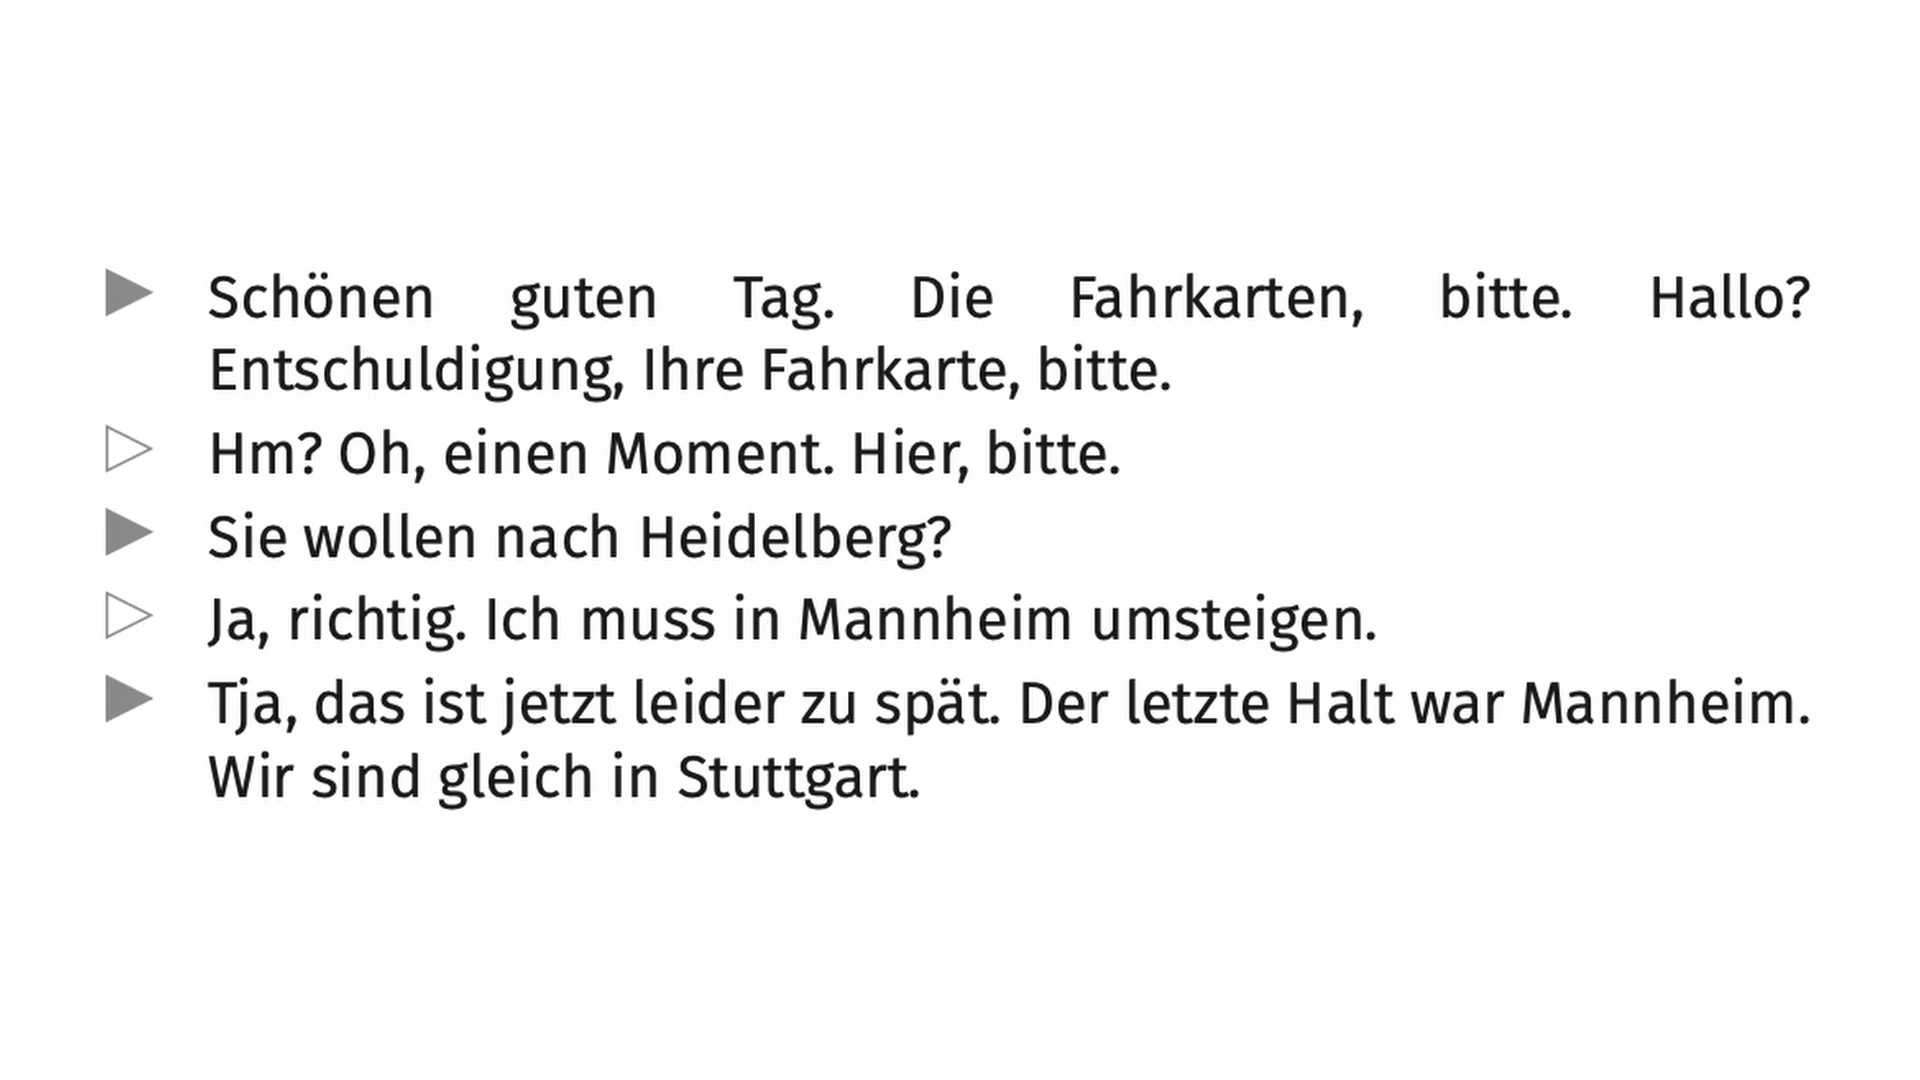 Schönen guten Tag. Die Fahrkarten, bitte. Hallo?
Entschuldigung, Ihre Fahrkarte, bitte.
Hm? Oh, einen Moment. Hier, bitte.
Sie wollen nach Heidelberg?
Ja, richtig. Ich muss in Mannheim umsteigen.
Tja, das ist jetzt leider zu spät. Der letzte Halt war Mannheim.
Wir sind gleich in Stuttgart.